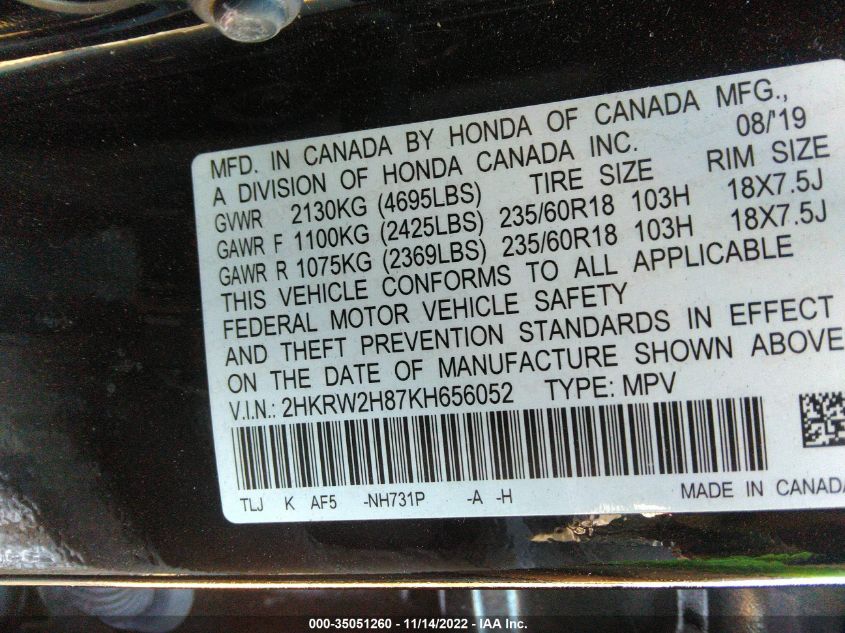 MFD. IN CANADA BY HONDA OF CANADA MFG.,
A DIVISION OF HONDA CANADA INC. 08/'19
GVWR 2130KG (4695LBS) TIRE SIZE RIM SIZE
GAWR F 1100KG (2425LBS) 235/60R18 103H 18X7.5J
GAWR R 1075KG (2369LBS) 235/60R18 103H 18X7.5J
THIS VEHICLE CONFORMS TO ALL APPLICABLE
FEDERAL MOTOR VEHICLE SAFETY
AND THEFT PREVENTION STANDARDS IN EFFECT
ON THE DATE OF MANUFACTURE SHOWN ABOVE
V.I.N.: 2HKRW2H87KH656052 TYPE: MPV
TLJ K AF5 -NH731P -A -H MADE IN CANADA
000-35051260 - 11/14/2022 - IAA Inc.